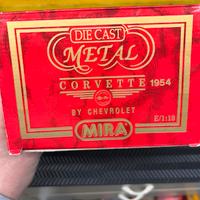 DIE CAST
METAL
CORVETTE 1954
BY CHEVROLET
MIRA
E/1:18